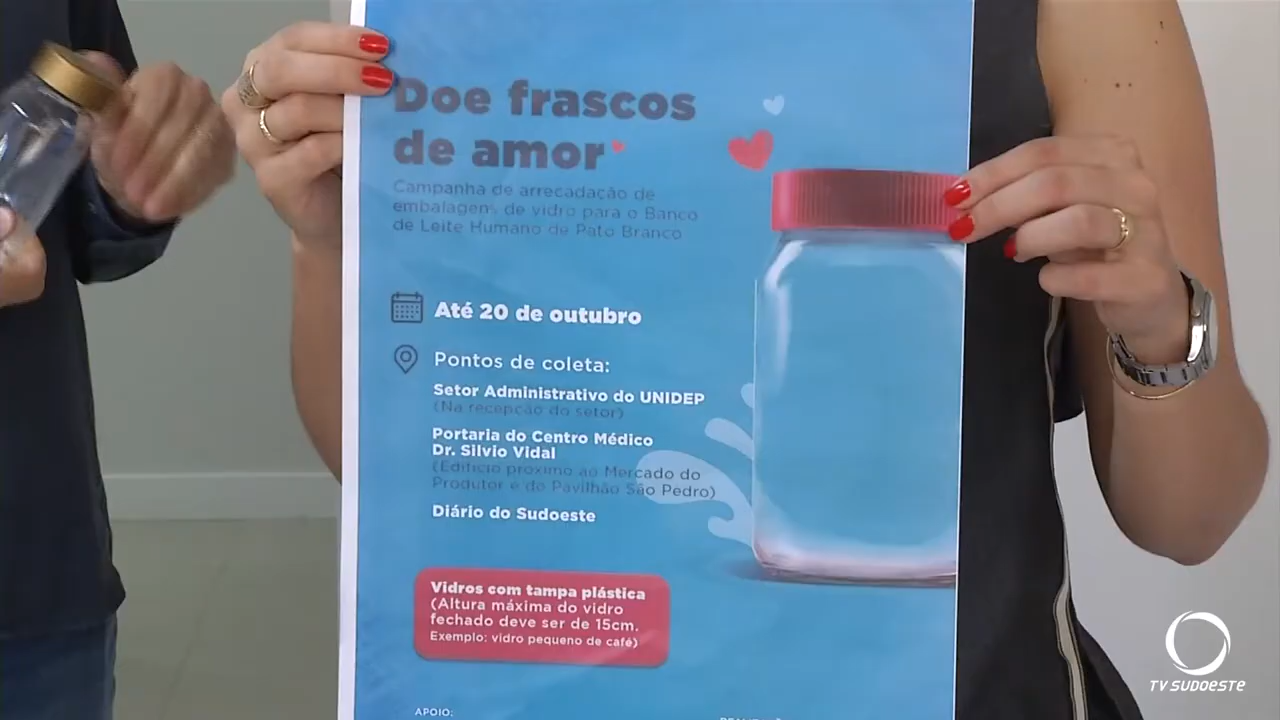 Doe frascos
de amor
Campanha de arrecadação de
embalagens de vidro para o Banco
de Leite Humano de Pato Branco
Até 20 de outubro
Pontos de coleta:
Setor Administrativo do UNIDEP
(Na recepção do setor)
Portaria do Centro Médico
Dr. Silvio Vidal
(Edifício próximo ao Mercado do
Produtor e do Pavilhão São Pedro)
Diário do Sudoeste
Vidros com tampa plástica
(Altura máxima do vidro
fechado deve ser de 15cm.
Exemplo: vidro pequeno de café)
APOIO:
TV SUDOESTE